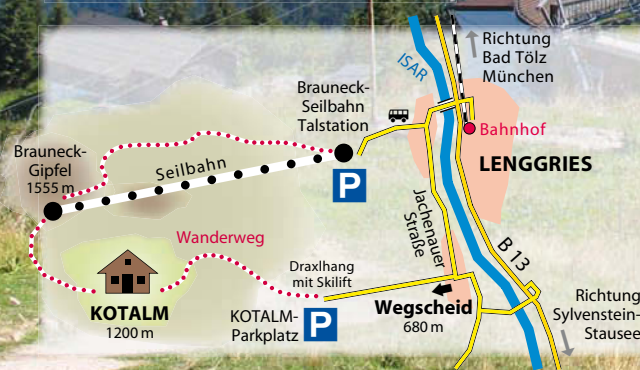 ISAR
Richtung
Bad Tölz
München
Brauneck-
Seilbahn
Talstation
Bahnhof
LENGGRIES
Brauneck-
Gipfel
1555 m
Seilbahn
P
Jachenauer
Straße
Wanderweg
B 13
Draxlhang
mit Skilift
KOTALM
1200 m
KOTALM-
Parkplatz
P
Wegscheid
680 m
Richtung
Sylvenstein-
Stausee